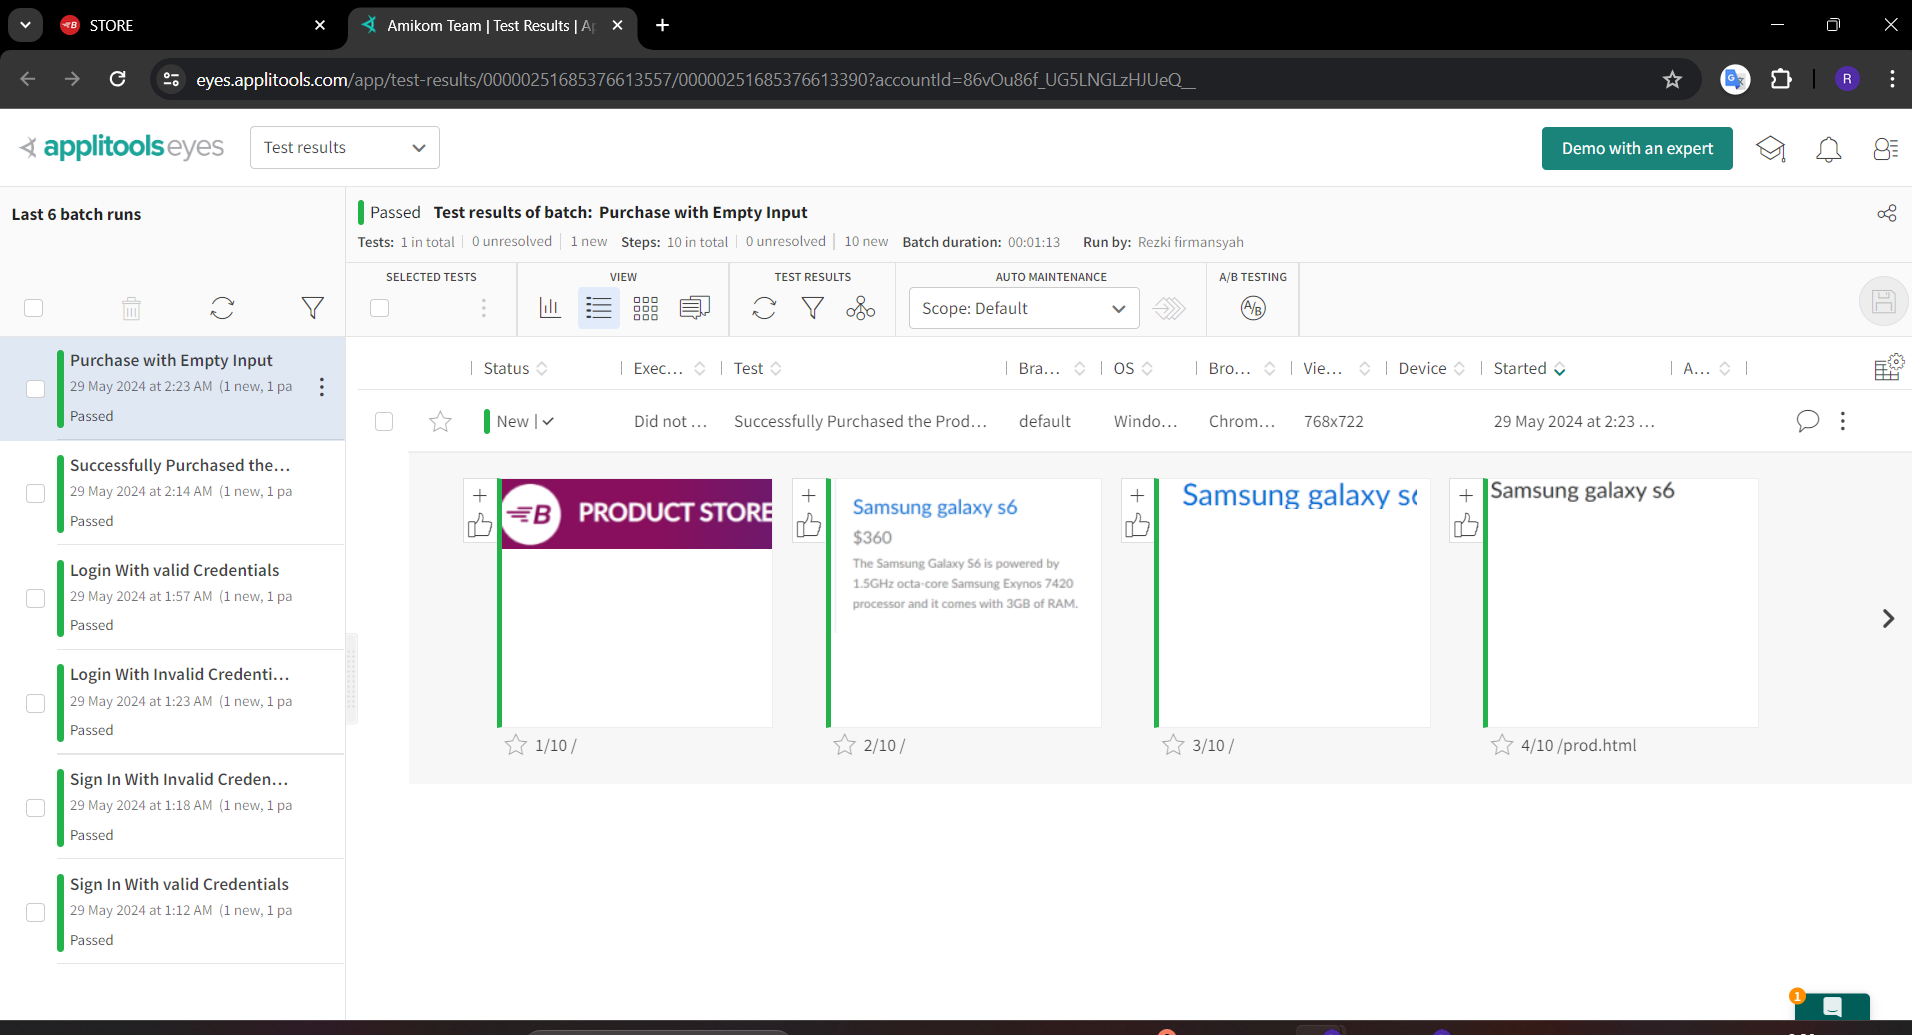 STORE
Amikom Team | Test Results | Ap
eyes.applitools.com/app/test-results/00000251685376613557/00000251685376613390?accountId=86vOu86f_UG5LNGLzHJUeQ__
R
applitools eyes
Test results
Demo with an expert
Last 6 batch runs
Passed Test results of batch: Purchase with Empty Input
Tests: 1 in total | 0 unresolved | 1 new Steps: 10 in total | 0 unresolved | 10 new Batch duration: 00:01:13 Run by: Rezki firmansyah
SELECTED TESTS VIEW TEST RESULTS AUTO MAINTENANCE A/B TESTING
Scope: Default
A/B
Purchase with Empty Input
29 May 2024 at 2:23 AM (1 new, 1 pa
Passed
Successfully Purchased the...
29 May 2024 at 2:14 AM (1 new, 1 pa
Passed
Login With valid Credentials
29 May 2024 at 1:57 AM (1 new, 1 pa
Passed
Login With Invalid Credenti...
29 May 2024 at 1:23 AM (1 new, 1 pa
Passed
Sign In With Invalid Creden...
29 May 2024 at 1:18 AM (1 new, 1 pa
Passed
Sign In With valid Credentials
29 May 2024 at 1:12 AM (1 new, 1 pa
Passed
Status Exec... Test Bra... OS Bro... Vie... Device Started A...
New | Did not ... Successfully Purchased the Prod... default Windo... Chrom... 768x722 29 May 2024 at 2:23 ...
B PRODUCT STORE
1/10 /
Samsung galaxy s6
$360
The Samsung Galaxy S6 is powered by
1.5GHz octa-core Samsung Exynos 7420
processor and it comes with 3GB of RAM.
2/10 /
Samsung galaxy s6
3/10 /
Samsung galaxy s6
4/10 /prod.html
1